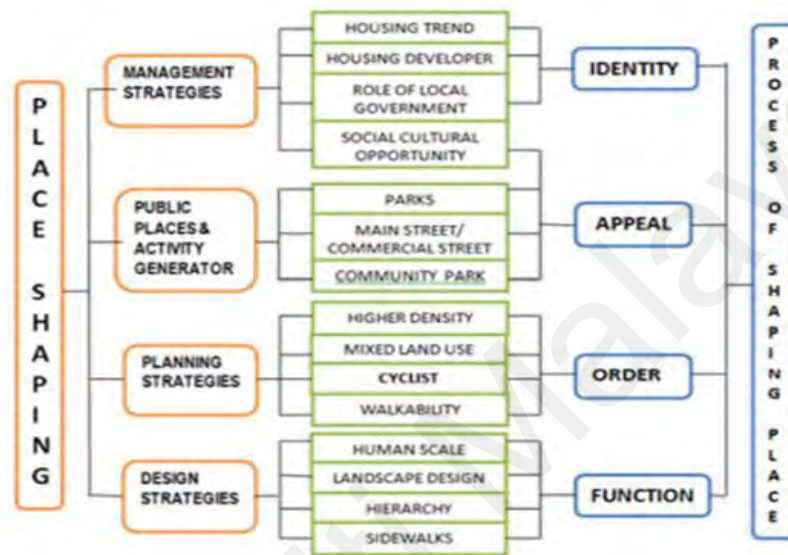 PLACE SHAPING
MANAGEMENT
STRATEGIES
PUBLIC
PLACES &
ACTIVITY
GENERATOR
PLANNING
STRATEGIES
DESIGN
STRATEGIES
HOUSING TREND
HOUSING DEVELOPER
ROLE OF LOCAL
GOVERNMENT
SOCIAL CULTURAL
OPPORTUNITY
PARKS
MAIN STREET/
COMMERCIAL STREET
COMMUNITY PARK
HIGHER DENSITY
MIXED LAND USE
CYCLIST
WALKABILITY
HUMAN SCALE
LANDSCAPE DESIGN
HIERARCHY
SIDEWALKS
IDENTITY
APPEAL
ORDER
FUNCTION
PROCESS OF SHAPING PLACE